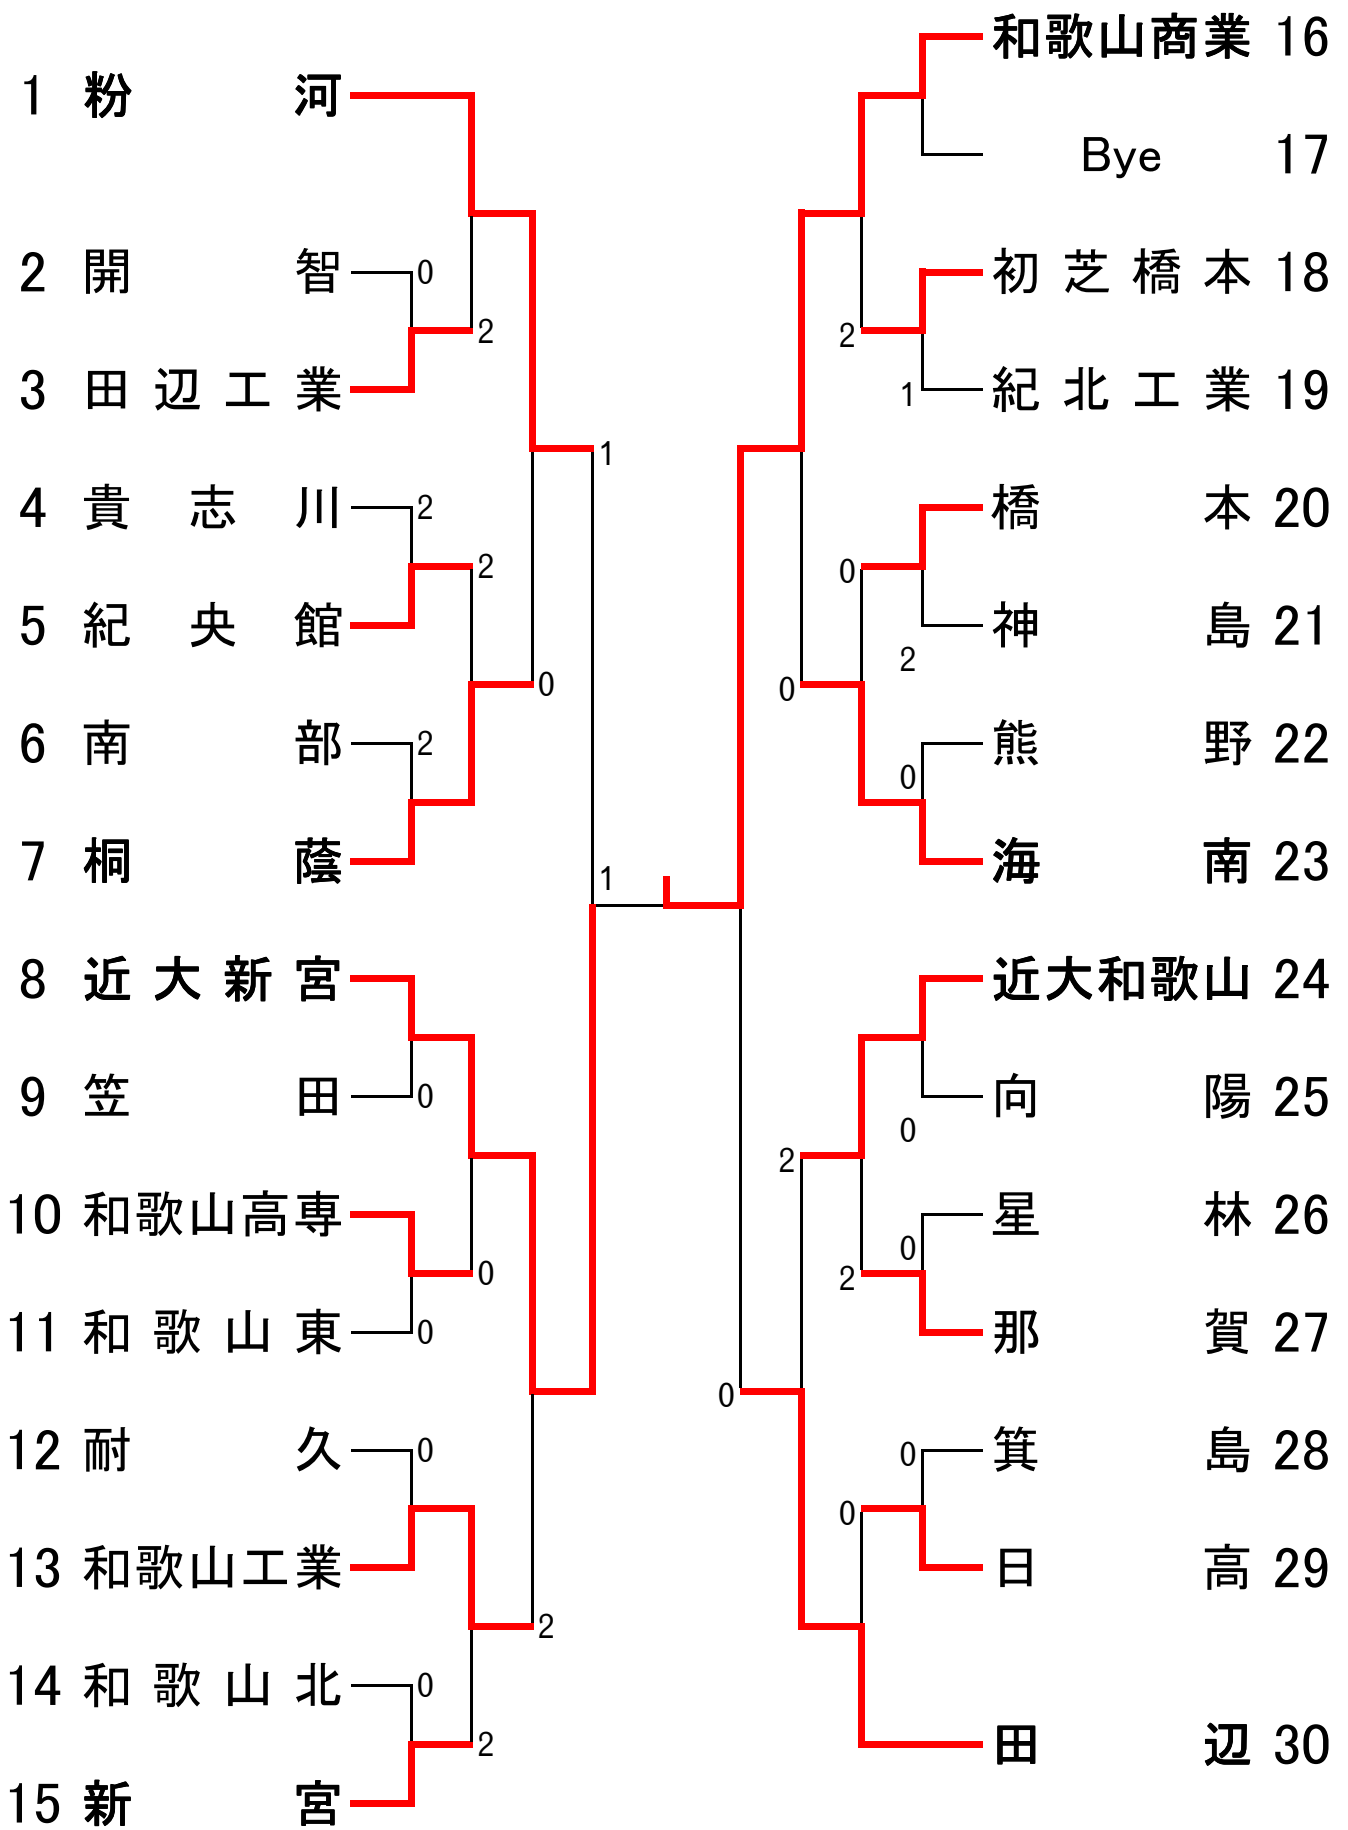 1 粉河
2 開智 0
2
3 田辺工業
4 貴志川 2
2
5 紀央館
0
6 南部 2
7 桐蔭
1
8 近大新宮
9 笠田 0
10 和歌山高専
0
11 和歌山東 0
12 耐久 0
13 和歌山工業
2
14 和歌山北 0
2
15 新宮
1
和歌山商業 16
Bye 17
初芝橋本 18
2
1 紀北工業 19
橋本 20
0
神島 21
2
0
熊野 22
0
海南 23
近大和歌山 24
向陽 25
0
2
星林 26
0
2
那賀 27
0
箕島 28
0
0
日高 29
田辺 30